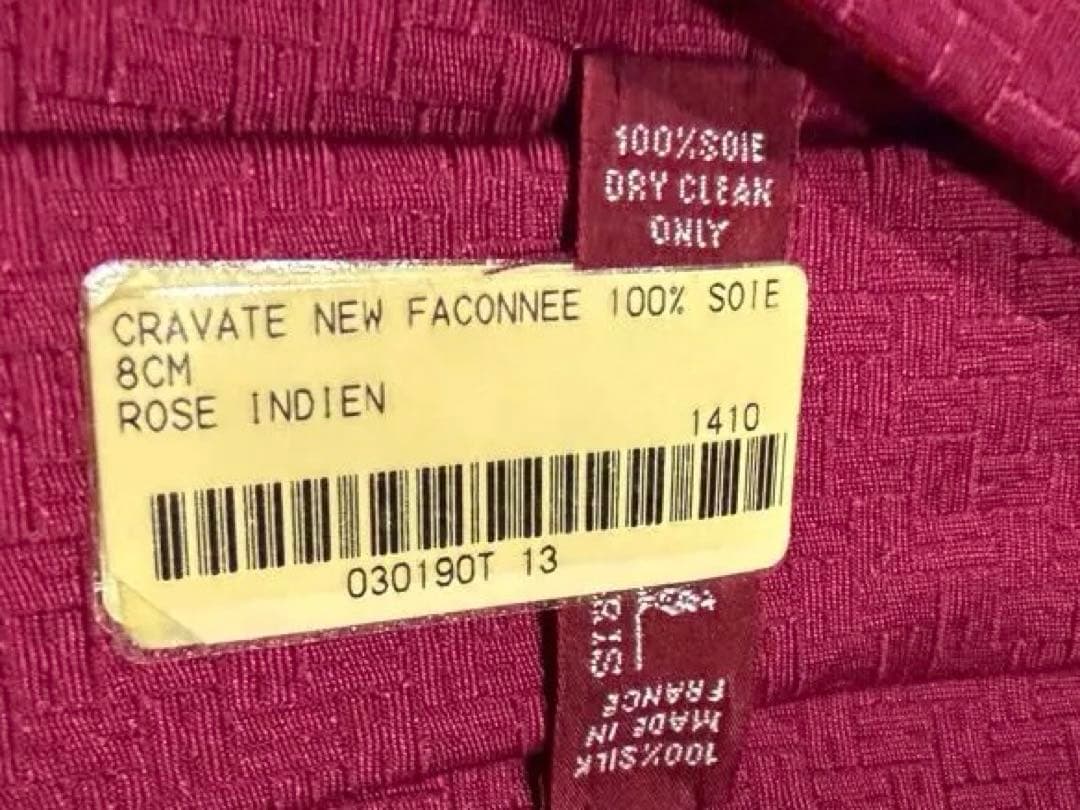 100%SOIE
DRY CLEAN
ONLY
CRAVATE NEW FACONNEE 100% SOIE
8CM
ROSE INDIEN
1410
030190T 13
100%SILK
MADE IN
FRANCE